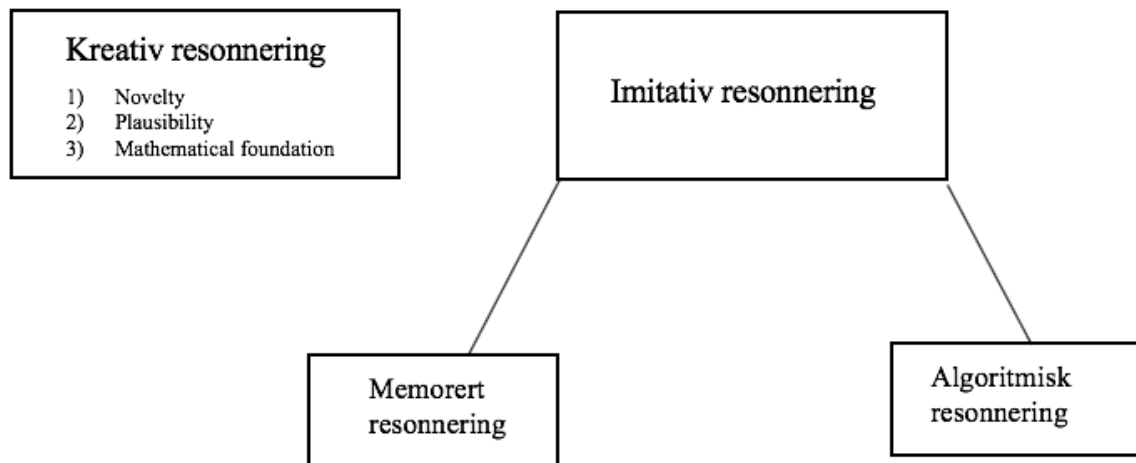 Kreativ resonnering
1) Novelty
2) Plausibility
3) Mathematical foundation
Imitativ resonnering
Memorert
resonnering
Algoritmisk
resonnering